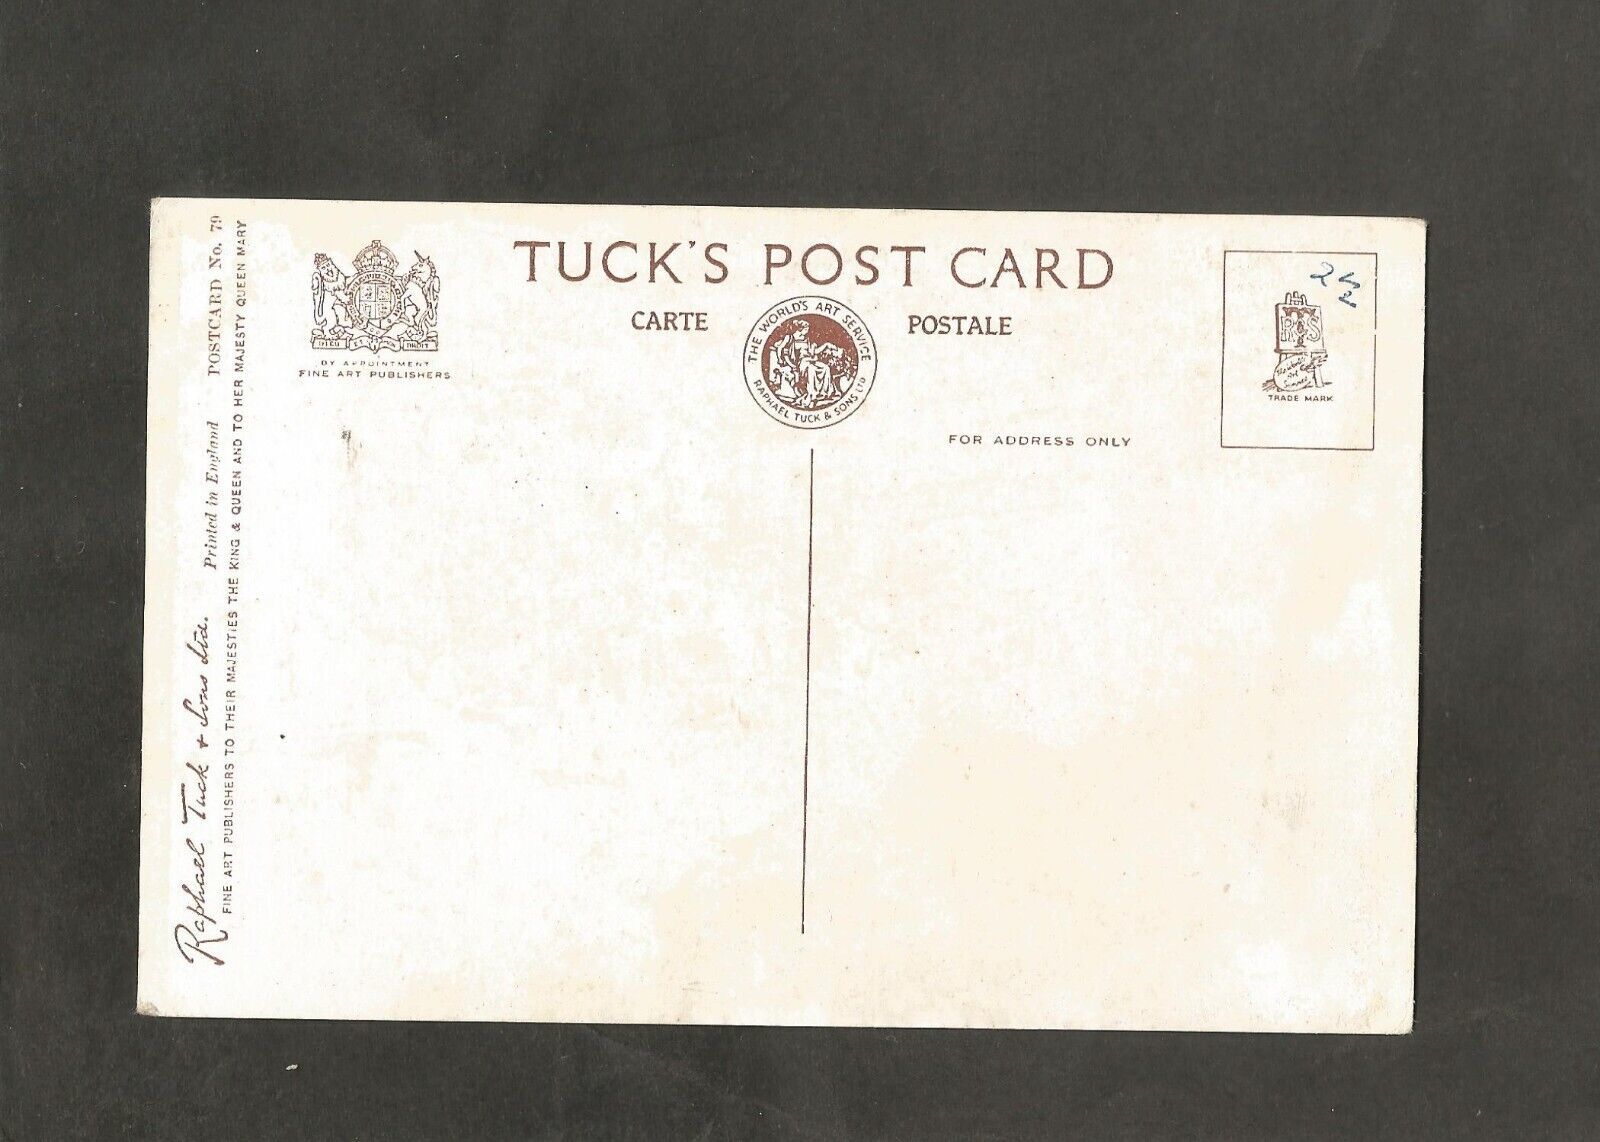 TUCK'S POST CARD
CARTE POSTALE
THE WORLD'S ART SERVICE
RAPHAEL TUCK & SONS LTD
DIEU ET MON DROIT
BY APPOINTMENT
FINE ART PUBLISHERS
FOR ADDRESS ONLY
R T S
TRADE MARK
Raphael Tuck & Sons Ltd. Printed in England POSTCARD No. 79
FINE ART PUBLISHERS TO THEIR MAJESTIES THE KING & QUEEN AND TO HER MAJESTY QUEEN MARY